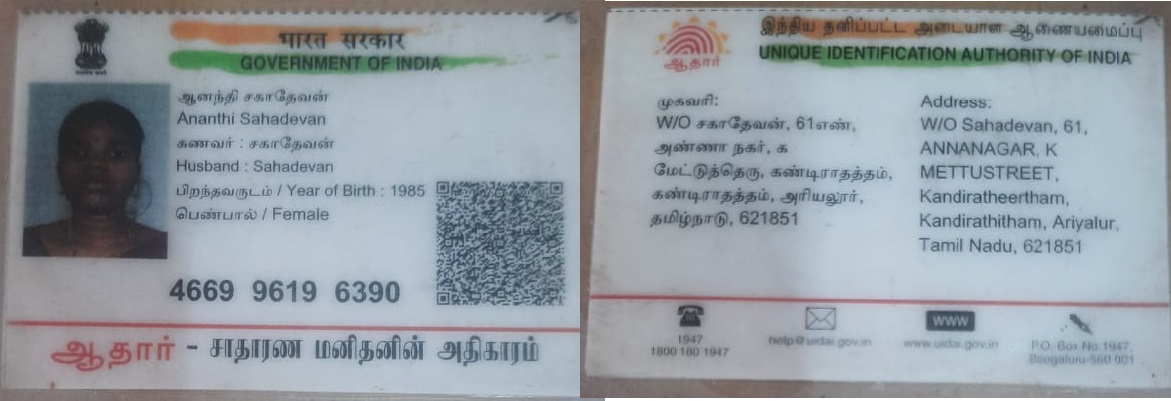 भारत सरकार
GOVERNMENT OF INDIA
ஆனந்தி சகாதேவன்
Ananthi Sahadevan
கணவர் : சகாதேவன்
Husband : Sahadevan
பிறந்தவருடம் / Year of Birth : 1985
பெண்பால் / Female
4669 9619 6390
ஆதார் - சாதாரண மனிதனின் அதிகாரம்
இந்திய தனிப்பட்ட அடையாள ஆணையமைப்பு
UNIQUE IDENTIFICATION AUTHORITY OF INDIA
ஆதார்
முகவரி:
W/O சகாதேவன், 61எண்,
அண்ணா நகர், க
மேட்டுத்தெரு, கண்டிராதத்தம்,
கண்டிராதத்தம், அரியலூர்,
தமிழ்நாடு, 621851
Address:
W/O Sahadevan, 61,
ANNANAGAR, K
METTUSTREET,
Kandiratheertham,
Kandirathitham, Ariyalur,
Tamil Nadu, 621851
1947
1800 180 1947
help@uidai.gov.in
www
www.uidai.gov.in
P.O. Box No.1947,
Bengaluru-560 001